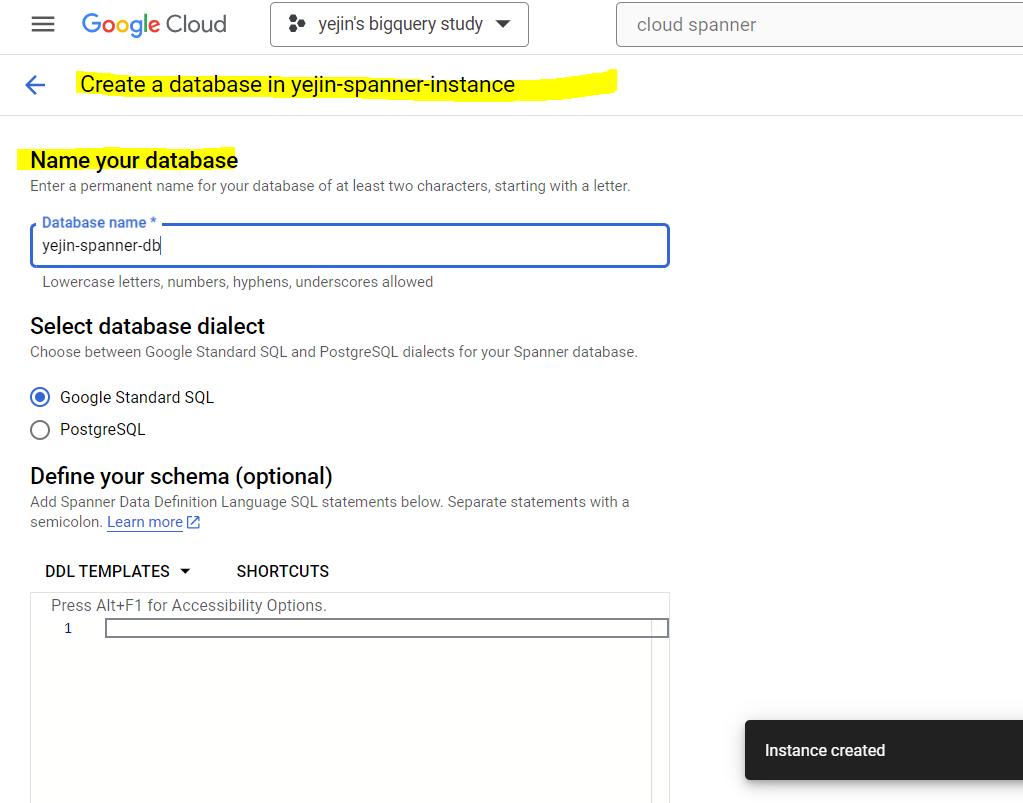 Google Cloud
yejin's bigquery study
cloud spanner
Create a database in yejin-spanner-instance
Name your database
Enter a permanent name for your database of at least two characters, starting with a letter.
Database name *
yejin-spanner-db
Lowercase letters, numbers, hyphens, underscores allowed
Select database dialect
Choose between Google Standard SQL and PostgreSQL dialects for your Spanner database.
Google Standard SQL
PostgreSQL
Define your schema (optional)
Add Spanner Data Definition Language SQL statements below. Separate statements with a
semicolon. Learn more
DDL TEMPLATES
SHORTCUTS
Press Alt+F1 for Accessibility Options.
1
Instance created